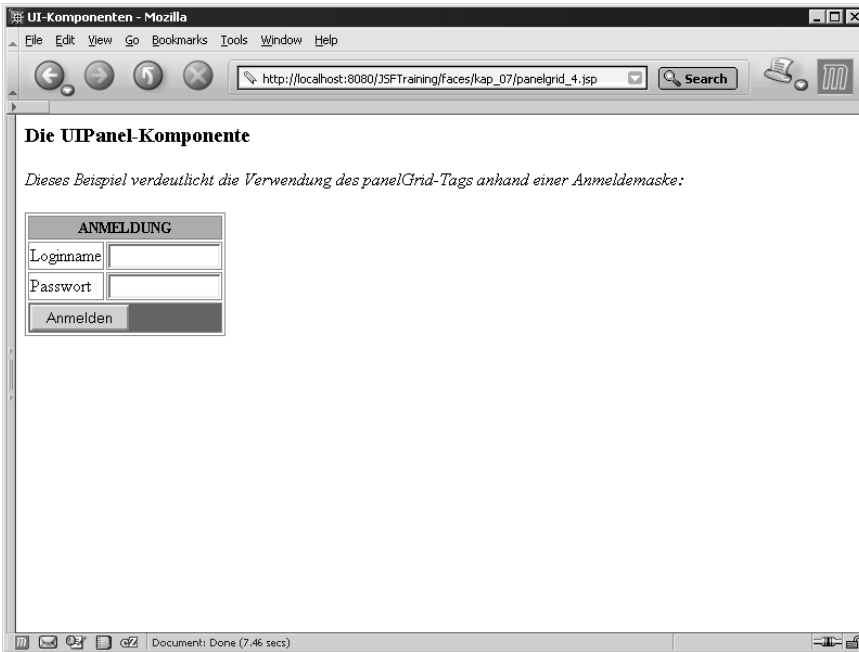 UI-Komponenten - Mozilla
File Edit View Go Bookmarks Tools Window Help
http://localhost:8080/JSFTraining/faces/kap_07/panelgrid_4.jsp Search
Die UIPanel-Komponente
Dieses Beispiel verdeutlicht die Verwendung des panelGrid-Tags anhand einer Anmeldemaske:
ANMELDUNG
Loginname
Passwort
Anmelden
Document: Done (7.46 secs)